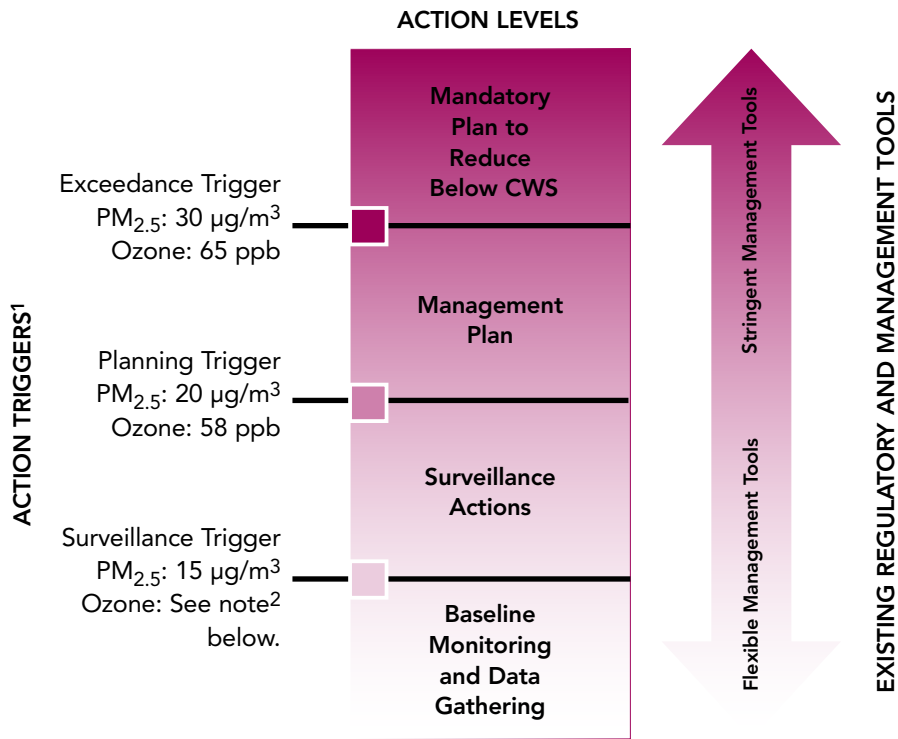 ACTION LEVELS
Mandatory
Plan to
Reduce
Below CWS
Exceedance Trigger
PM₂.₅: 30 µg/m³
Ozone: 65 ppb
Management
Plan
Planning Trigger
PM₂.₅: 20 µg/m³
Ozone: 58 ppb
Surveillance
Actions
Surveillance Trigger
PM₂.₅: 15 µg/m³
Ozone: See note²
below.
Baseline
Monitoring
and Data
Gathering
ACTION TRIGGERS¹
Stringent Management Tools
Flexible Management Tools
EXISTING REGULATORY AND MANAGEMENT TOOLS